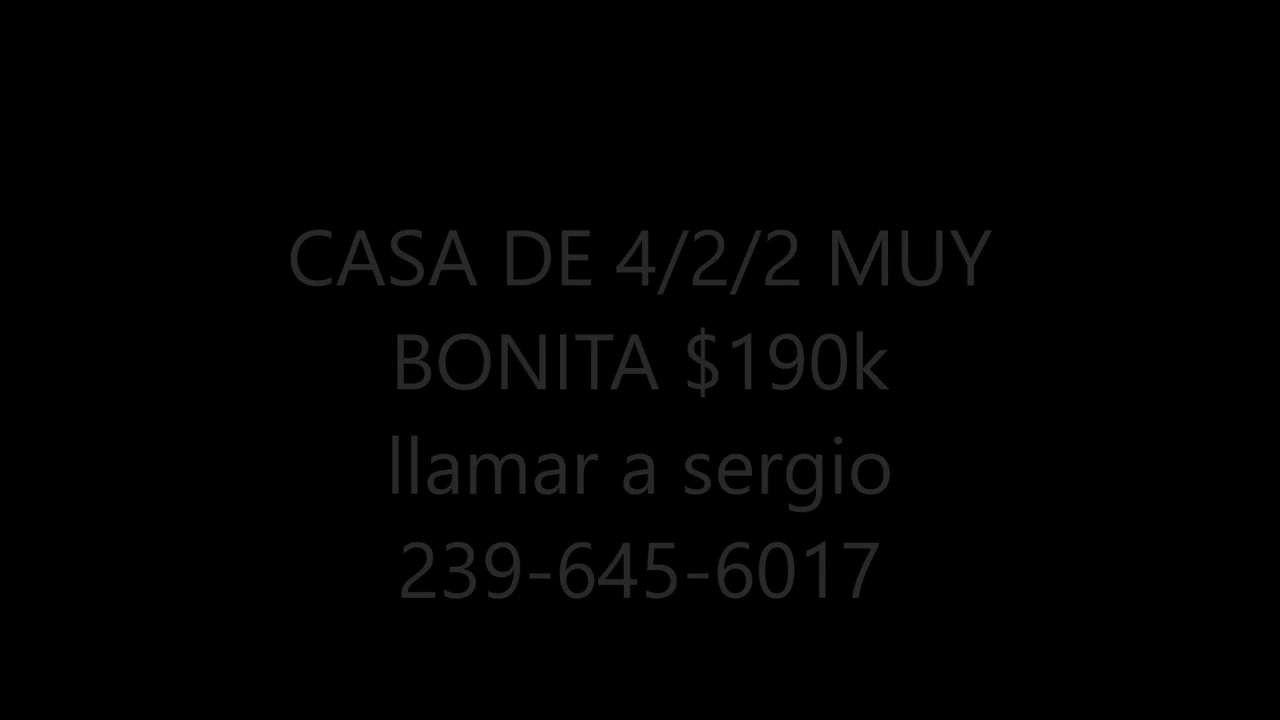 CASA DE 4/2/2 MUY
BONITA $190k
llamar a sergio
239-645-6017